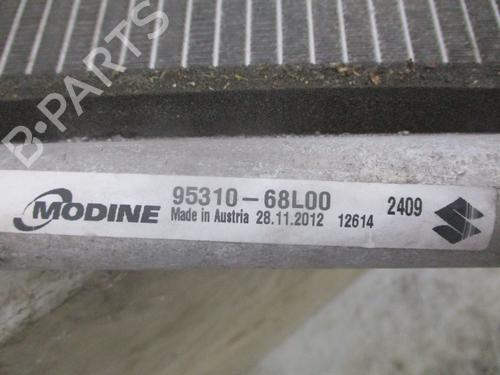 B-PARTS
MODINE 95310-68L00 2409
Made in Austria 28.11.2012 12614